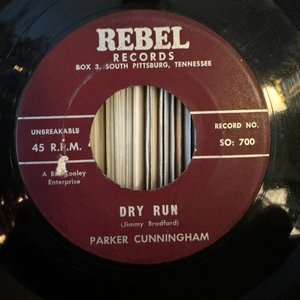 REBEL
RECORDS
BOX 3, SOUTH PITTSBURG, TENNESSEE
UNBREAKABLE
45 R.P.M.
RECORD NO.
SO: 700
A Bill Cooley
Enterprise
DRY RUN
(Jimmy Bradford)
PARKER CUNNINGHAM